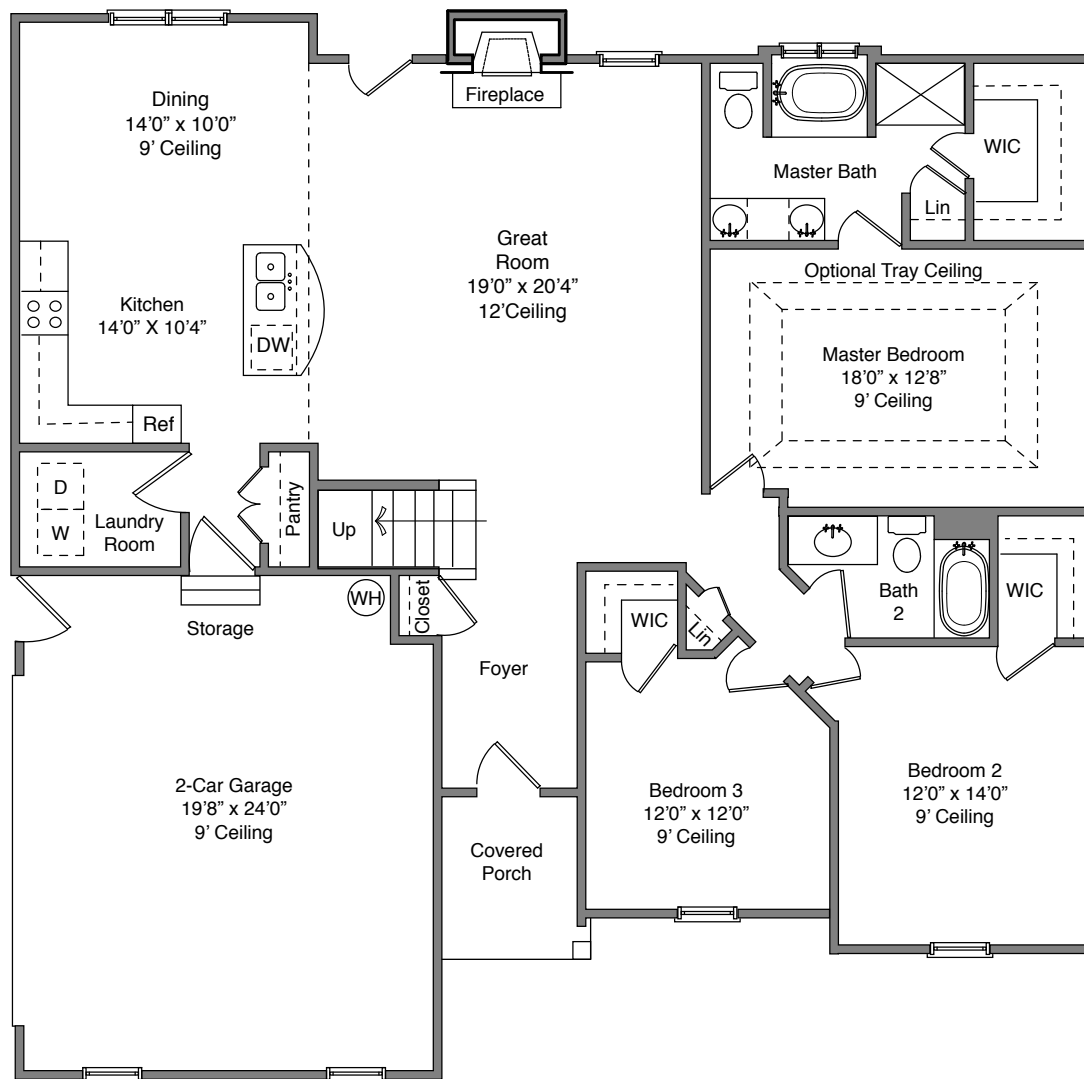 Dining
14'0" x 10'0"
9' Ceiling
Fireplace
Master Bath
WIC
Lin
Great
Room
19'0" x 20'4"
12'Ceiling
Optional Tray Ceiling
Kitchen
14'0" X 10'4"
DW
Master Bedroom
18'0" x 12'8"
9' Ceiling
Ref
D
W
Laundry
Room
Pantry
Up
Bath
2
WIC
WH
Closet
Storage
WIC
Lin
Foyer
2-Car Garage
19'8" x 24'0"
9' Ceiling
Bedroom 3
12'0" x 12'0"
9' Ceiling
Bedroom 2
12'0" x 14'0"
9' Ceiling
Covered
Porch